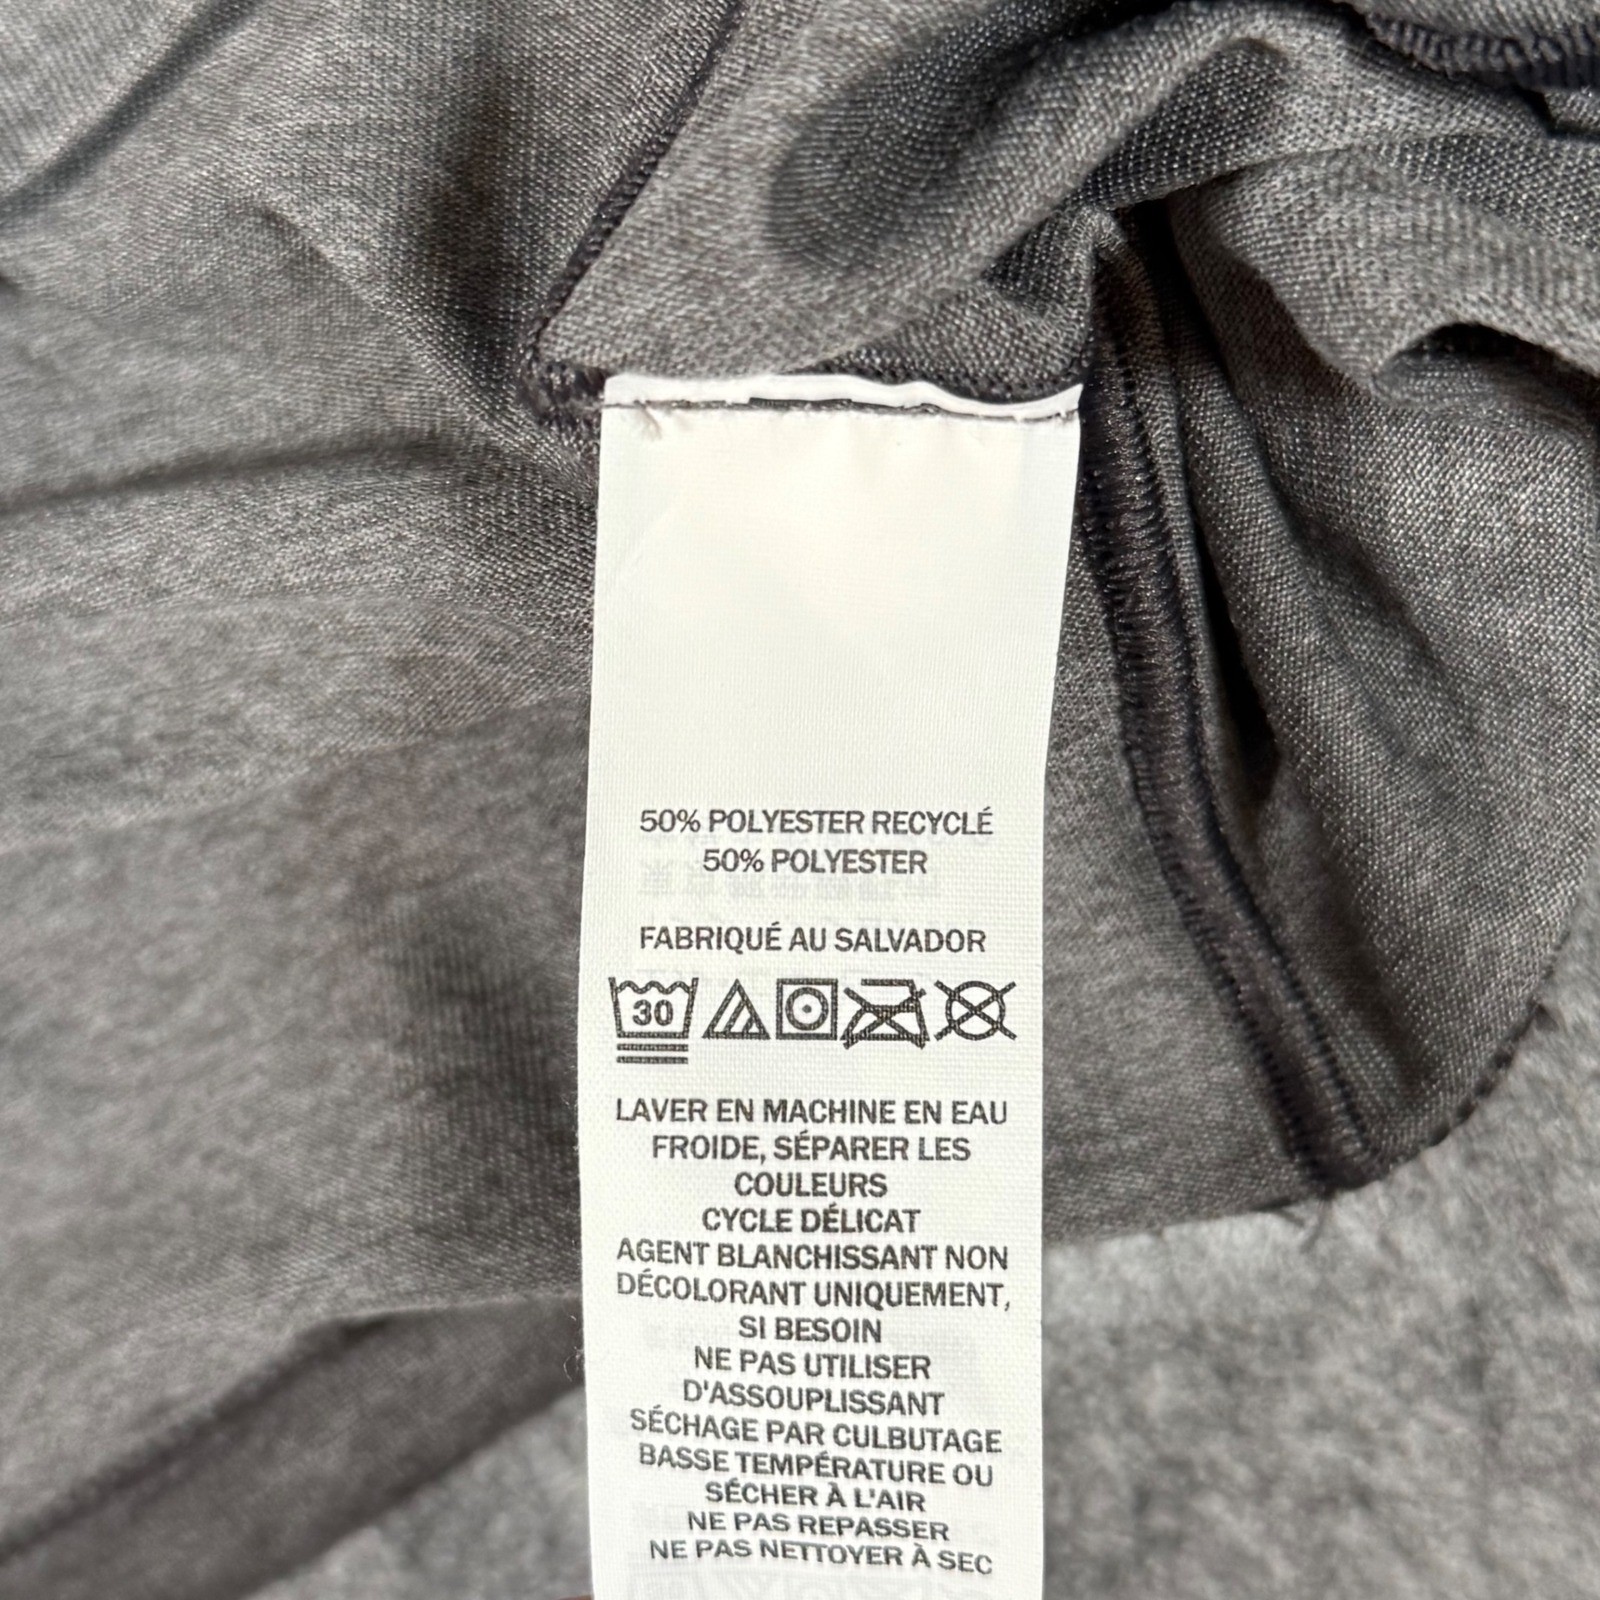 50% POLYESTER RECYCLÉ
50% POLYESTER
FABRIQUÉ AU SALVADOR
30
LAVER EN MACHINE EN EAU
FROIDE, SÉPARER LES
COULEURS
CYCLE DÉLICAT
AGENT BLANCHISSANT NON
DÉCOLORANT UNIQUEMENT,
SI BESOIN
NE PAS UTILISER
D'ASSOUPLISSANT
SÉCHAGE PAR CULBUTAGE
BASSE TEMPÉRATURE OU
SÉCHER À L'AIR
NE PAS REPASSER
NE PAS NETTOYER À SEC